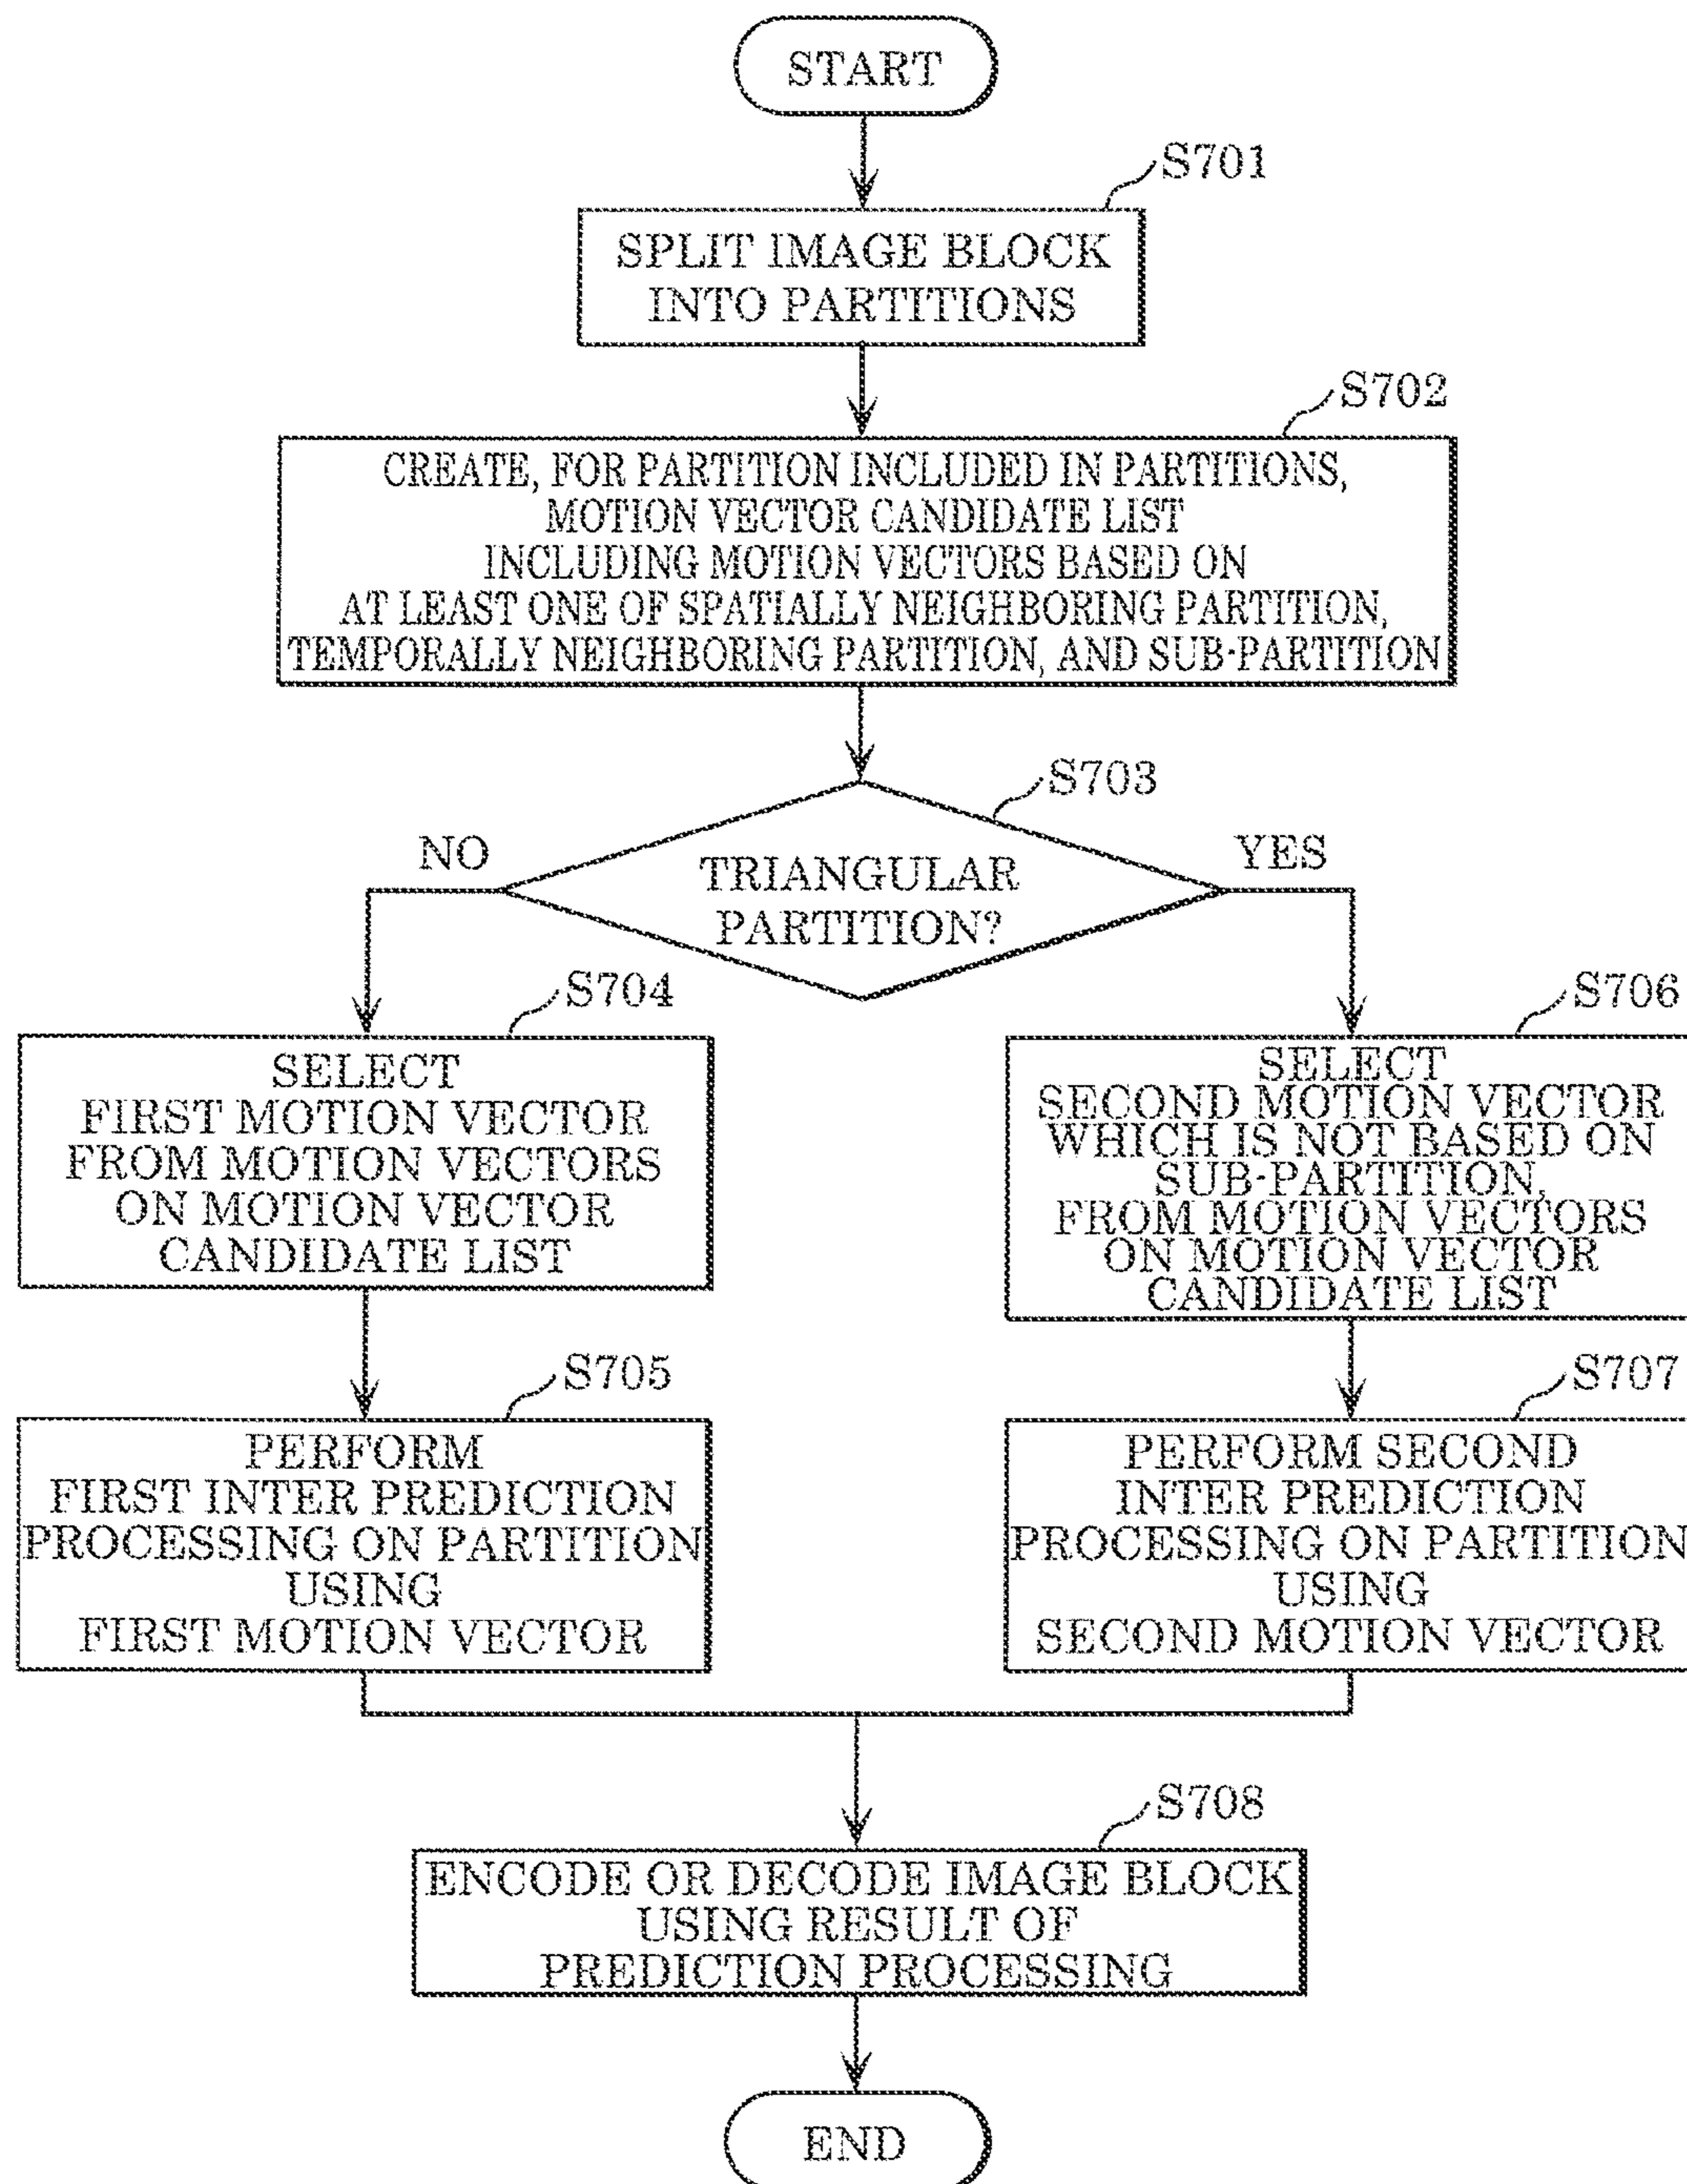 START
S701
SPLIT IMAGE BLOCK
INTO PARTITIONS
S702
CREATE, FOR PARTITION INCLUDED IN PARTITIONS,
MOTION VECTOR CANDIDATE LIST
INCLUDING MOTION VECTORS BASED ON
AT LEAST ONE OF SPATIALLY NEIGHBORING PARTITION,
TEMPORALLY NEIGHBORING PARTITION, AND SUB-PARTITION
S703
NO
YES
TRIANGULAR
PARTITION?
S704
SELECT
FIRST MOTION VECTOR
FROM MOTION VECTORS
ON MOTION VECTOR
CANDIDATE LIST
S706
SELECT
SECOND MOTION VECTOR
WHICH IS NOT BASED ON
SUB-PARTITION,
FROM MOTION VECTORS
ON MOTION VECTOR
CANDIDATE LIST
S705
PERFORM
FIRST INTER PREDICTION
PROCESSING ON PARTITION
USING
FIRST MOTION VECTOR
S707
PERFORM SECOND
INTER PREDICTION
PROCESSING ON PARTITION
USING
SECOND MOTION VECTOR
S708
ENCODE OR DECODE IMAGE BLOCK
USING RESULT OF
PREDICTION PROCESSING
END